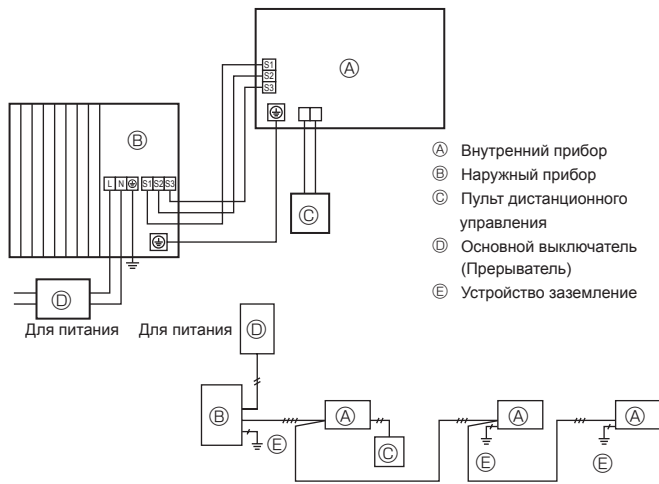 S1
S2
S3
Ⓐ
Ⓑ
L N S1 S2 S3
Ⓒ
Ⓓ
Для питания
Ⓐ Внутренний прибор
Ⓑ Наружный прибор
Ⓒ Пульт дистанционного
управления
Ⓓ Основной выключатель
(Прерыватель)
Ⓔ Устройство заземление
Для питания Ⓓ
Ⓑ
Ⓔ
Ⓐ
Ⓒ
Ⓐ
Ⓔ
Ⓐ
Ⓔ